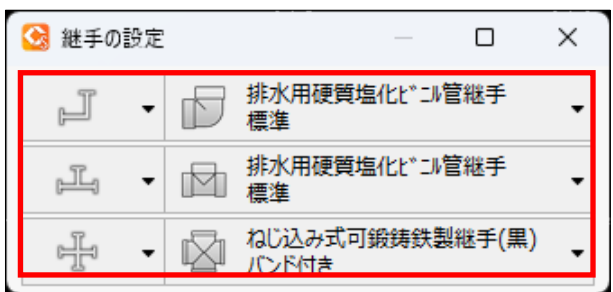 継手の設定
排水用硬質塩化ﾋﾞﾆﾙ管継手
標準
排水用硬質塩化ﾋﾞﾆﾙ管継手
標準
ねじ込み式可鍛鋳鉄製継手(黒)
バンド付き